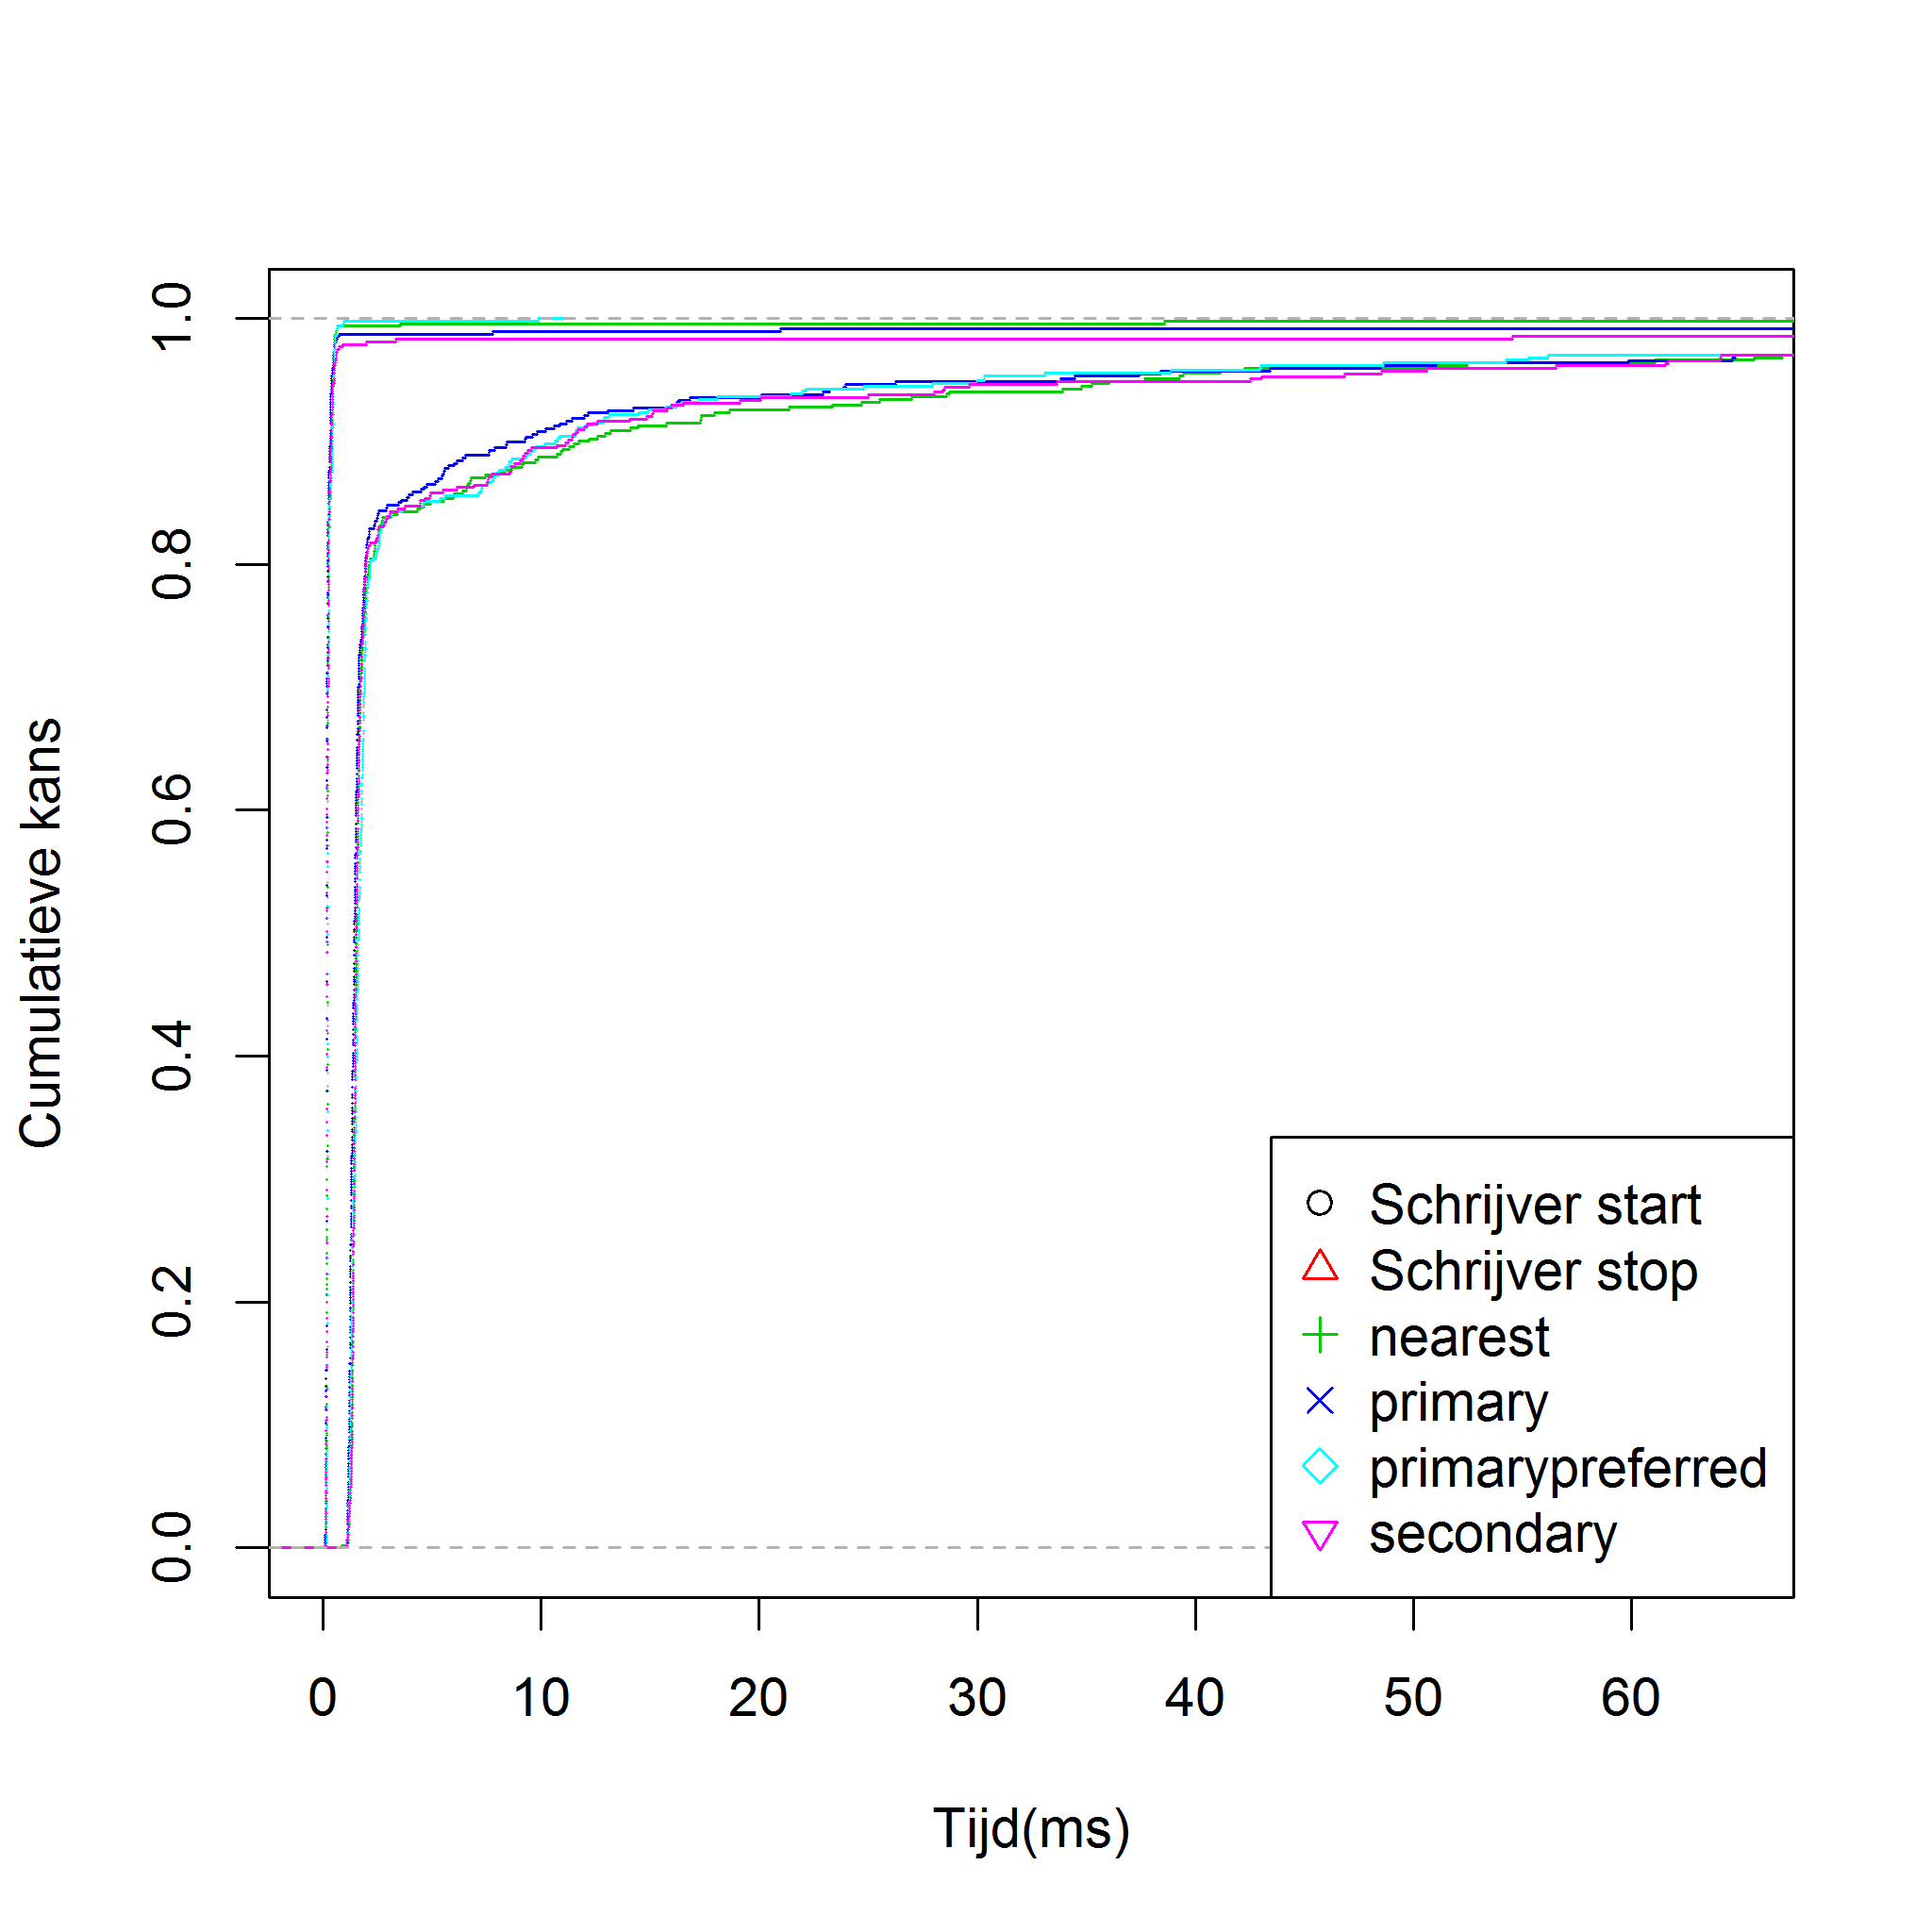 Cumulatieve kans
1.0
0.8
0.6
0.4
0.2
0.0
Schrijver start
Schrijver stop
nearest
primary
primarypreferred
secondary
0 10 20 30 40 50 60
Tijd(ms)